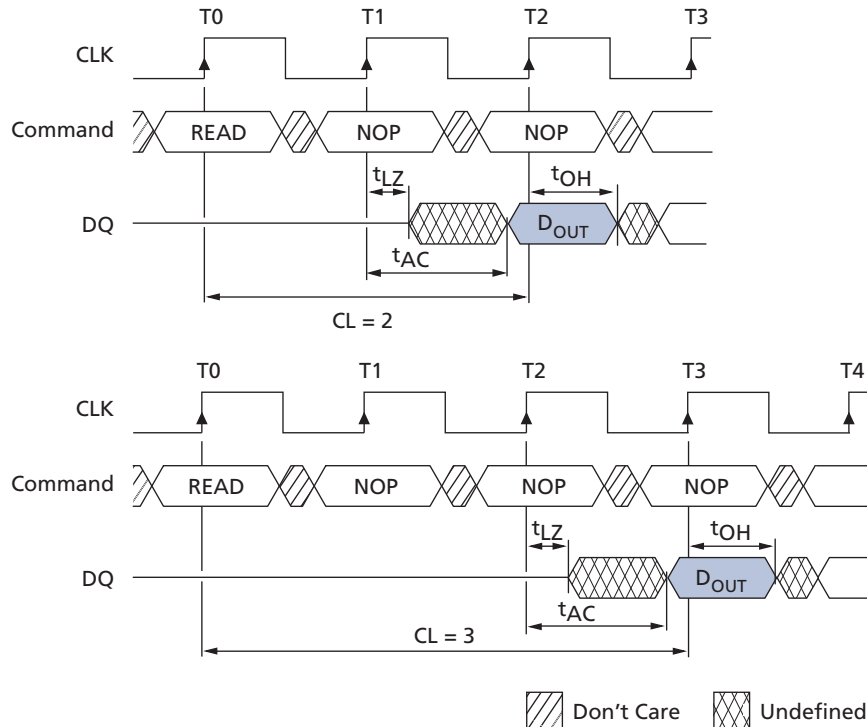 T0 T1 T2 T3
CLK
Command READ NOP NOP
tLZ tOH
DQ DOUT
tAC
CL = 2
T0 T1 T2 T3 T4
CLK
Command READ NOP NOP NOP
tLZ tOH
DQ DOUT
tAC
CL = 3
Don't Care Undefined